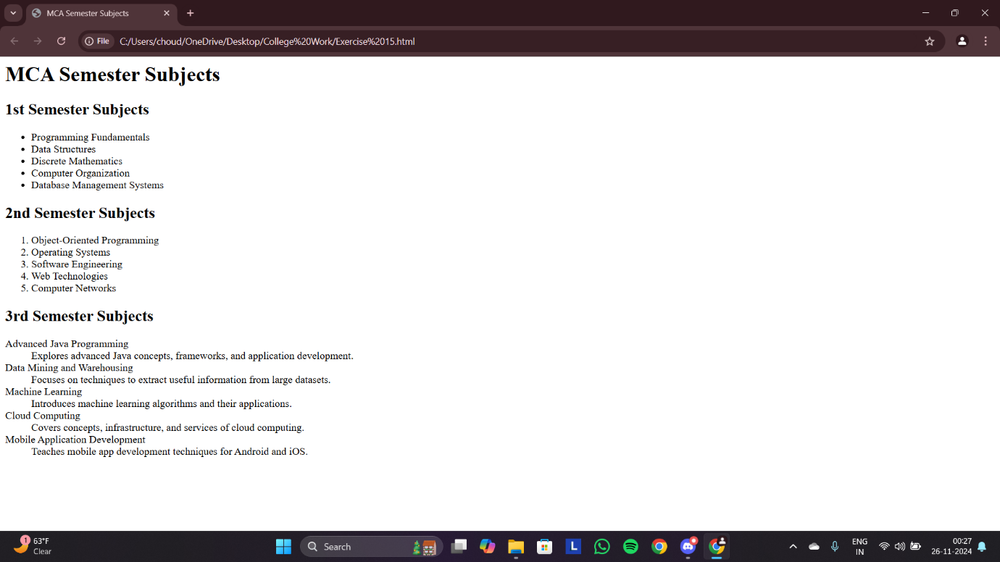 MCA Semester Subjects
File C:/Users/choud/OneDrive/Desktop/College%20Work/Exercise%2015.html
MCA Semester Subjects
1st Semester Subjects
• Programming Fundamentals
• Data Structures
• Discrete Mathematics
• Computer Organization
• Database Management Systems
2nd Semester Subjects
1. Object-Oriented Programming
2. Operating Systems
3. Software Engineering
4. Web Technologies
5. Computer Networks
3rd Semester Subjects
Advanced Java Programming
Explores advanced Java concepts, frameworks, and application development.
Data Mining and Warehousing
Focuses on techniques to extract useful information from large datasets.
Machine Learning
Introduces machine learning algorithms and their applications.
Cloud Computing
Covers concepts, infrastructure, and services of cloud computing.
Mobile Application Development
Teaches mobile app development techniques for Android and iOS.
1
63°F
Clear
Search
L
ENG
IN
00:27
26-11-2024